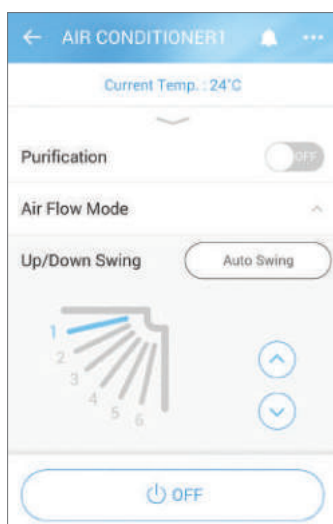 AIR CONDITIONER1
Current Temp. : 24°C
Purification
OFF
Air Flow Mode
Up/Down Swing
Auto Swing
1
2
3
4
5
6
OFF